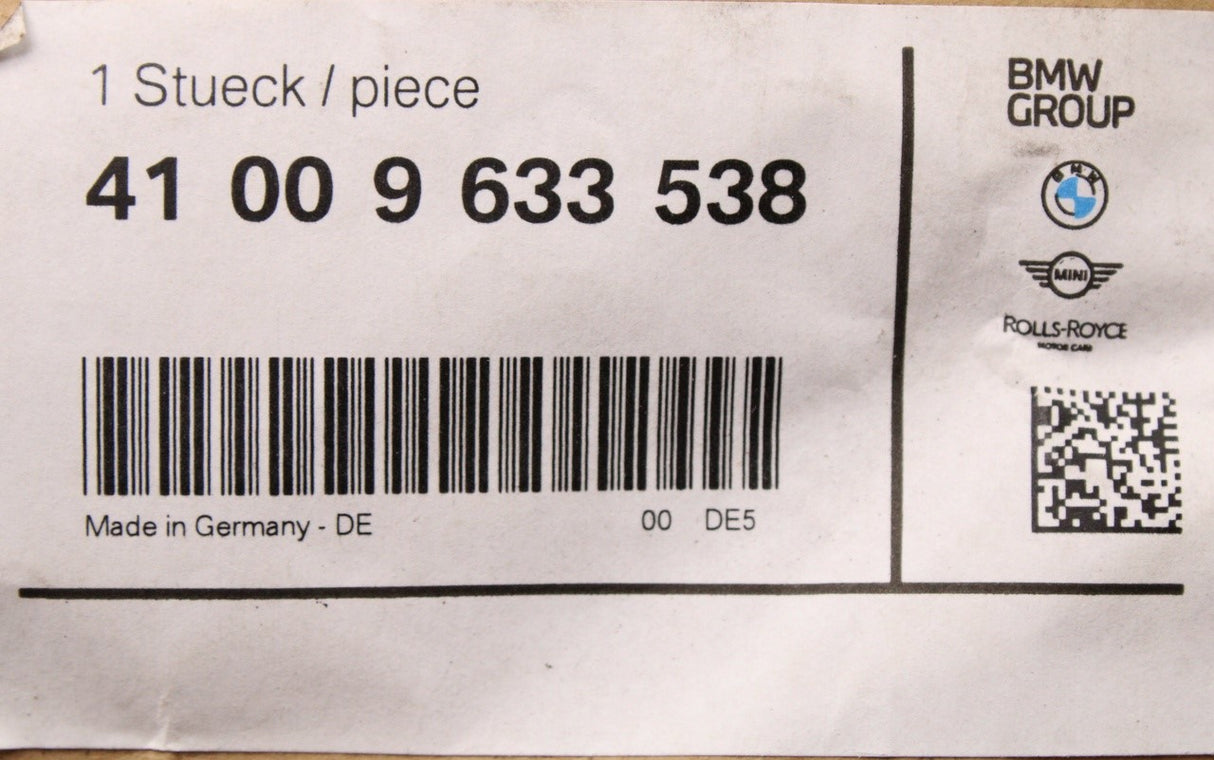 1 Stueck / piece
41 00 9 633 538
Made in Germany - DE
00 DE5
BMW
GROUP
BMW
MINI
ROLLS-ROYCE
MOTOR CARS